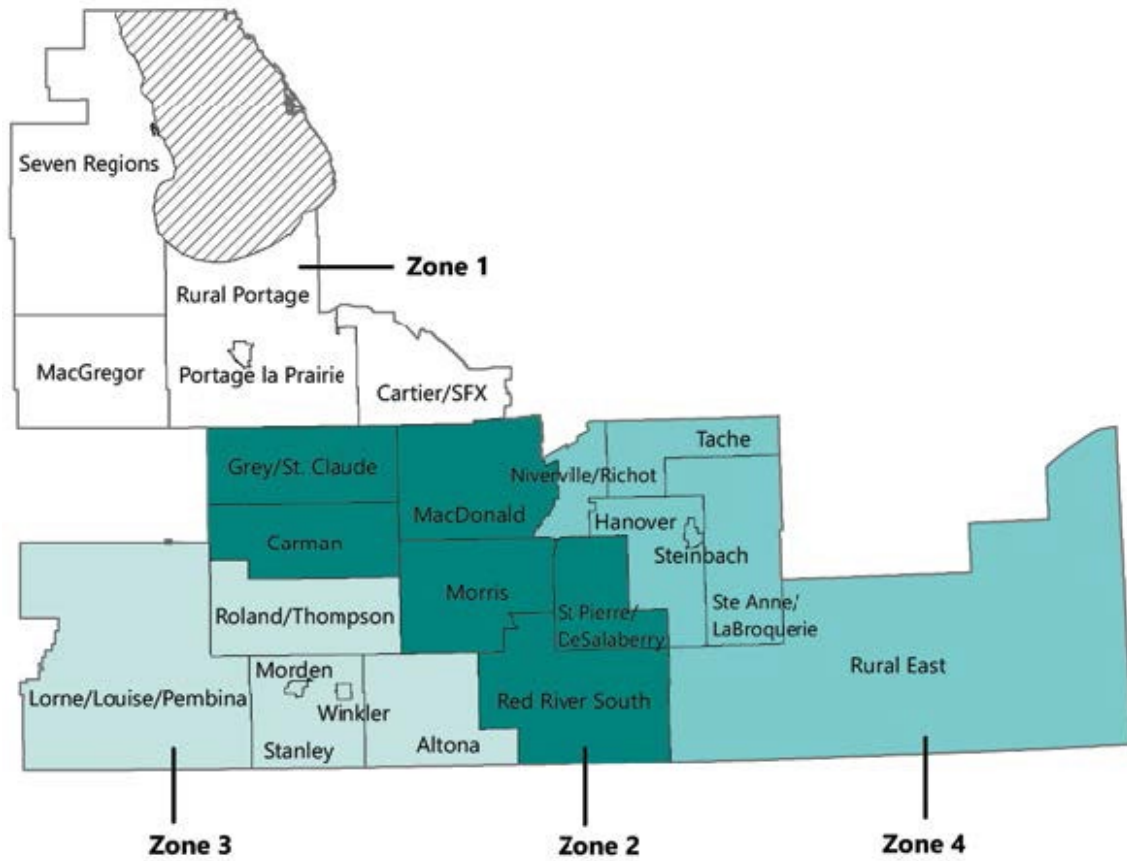 Seven Regions
Zone 1
Rural Portage
MacGregor
Portage la Prairie
Cartier/SFX
Tache
Grey/St. Claude
Niverville/Richot
MacDonald
Hanover
Carman
Steinbach
Morris
Ste Anne/
LaBroquerie
Roland/Thompson
St Pierre/
DeSalaberry
Rural East
Morden
Lorne/Louise/Pembina
Red River South
Winkler
Stanley
Altona
Zone 3
Zone 2
Zone 4